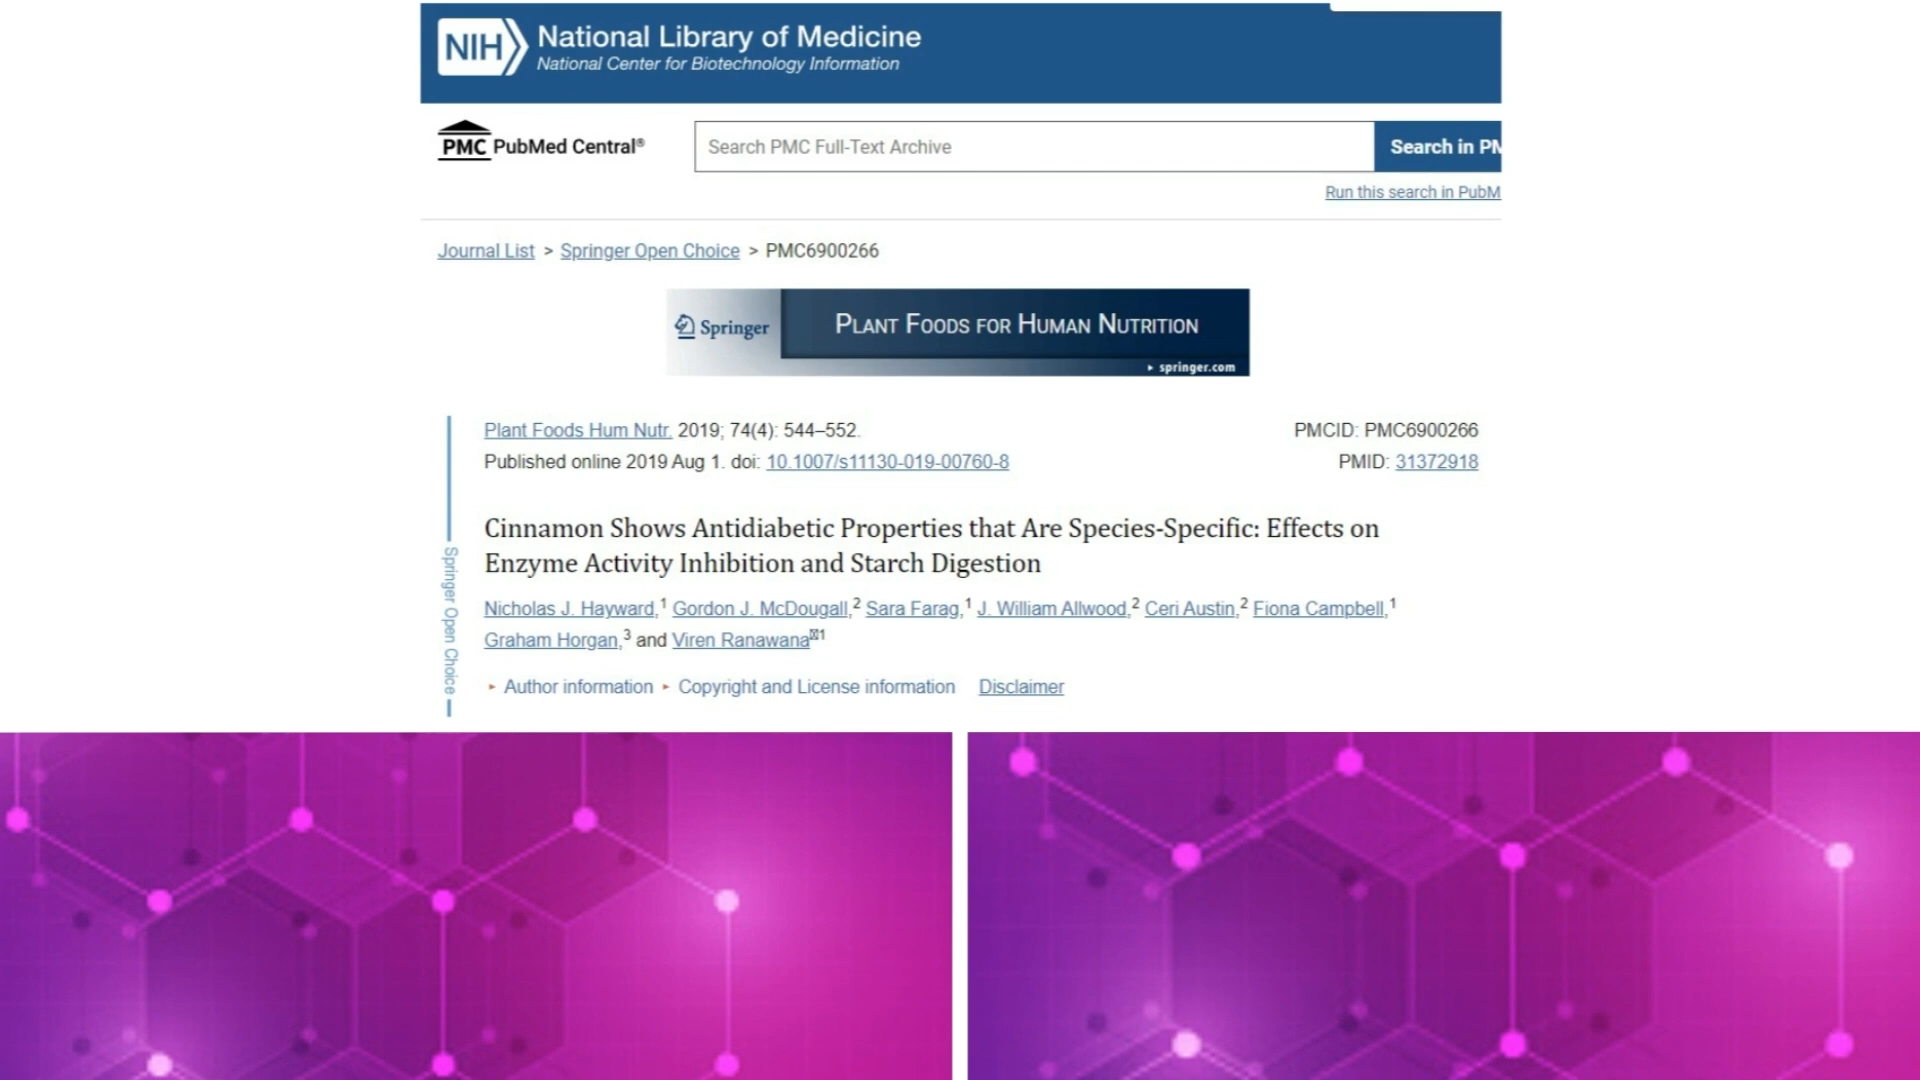 NIH National Library of Medicine
National Center for Biotechnology Information
PMC PubMed Central®
Search PMC Full-Text Archive
Search in PM
Run this search in PubM
Journal List > Springer Open Choice > PMC6900266
Springer
PLANT FOODS FOR HUMAN NUTRITION
springer.com
Springer Open Choice
Plant Foods Hum Nutr. 2019; 74(4): 544–552.
PMCID: PMC6900266
Published online 2019 Aug 1. doi: 10.1007/s11130-019-00760-8
PMID: 31372918
Cinnamon Shows Antidiabetic Properties that Are Species-Specific: Effects on
Enzyme Activity Inhibition and Starch Digestion
Nicholas J. Hayward,1 Gordon J. McDougall,2 Sara Farag,1 J. William Allwood,2 Ceri Austin,2 Fiona Campbell,1
Graham Horgan,3 and Viren Ranawana✉1
Author information Copyright and License information Disclaimer